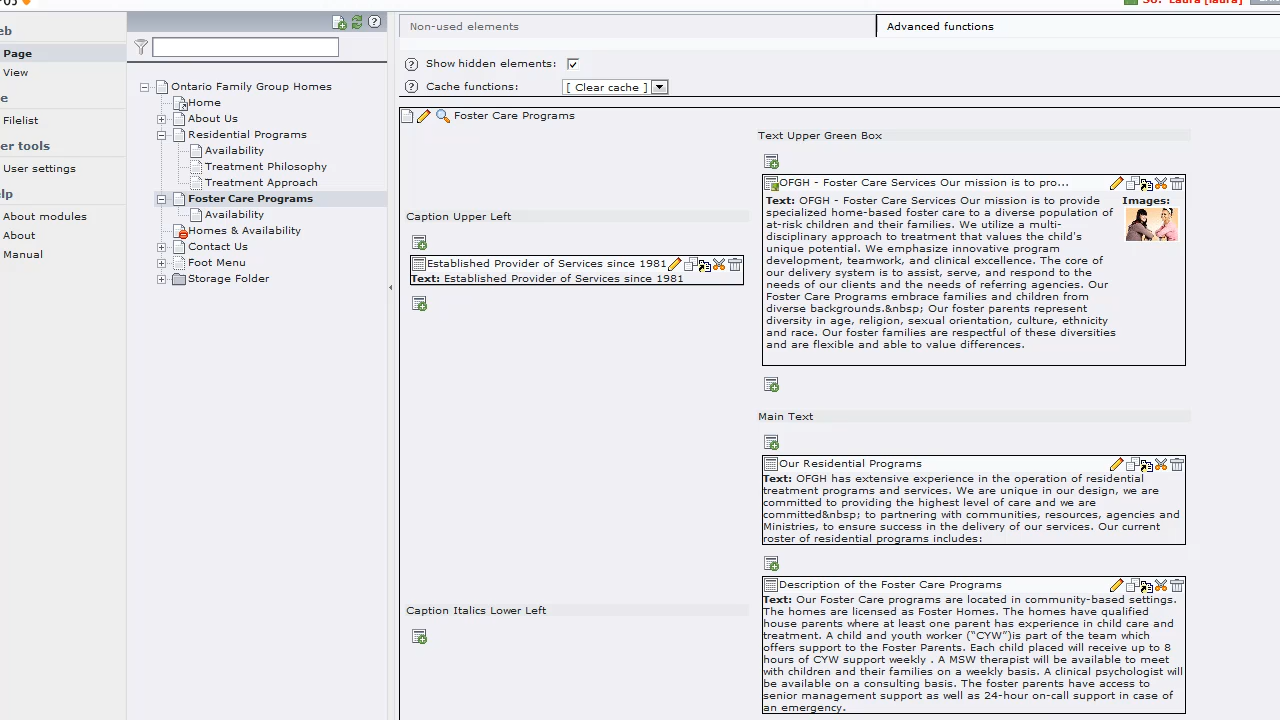 So: Laura [laura]
eb
Page
View
e
Filelist
er tools
User settings
lp
About modules
About
Manual
Ontario Family Group Homes
Home
About Us
Residential Programs
Availability
Treatment Philosophy
Treatment Approach
Foster Care Programs
Availability
Homes & Availability
Contact Us
Foot Menu
Storage Folder
Non-used elements
Advanced functions
Show hidden elements:
Cache functions:
[ Clear cache ]
Foster Care Programs
Caption Upper Left
Established Provider of Services since 1981
Text: Established Provider of Services since 1981
Caption Italics Lower Left
Text Upper Green Box
OFGH - Foster Care Services Our mission is to pro...
Text: OFGH - Foster Care Services Our mission is to provide
specialized home-based foster care to a diverse population of
at-risk children and their families. We utilize a multi-
disciplinary approach to treatment that values the child's
unique potential. We emphasize innovative program
development, teamwork, and clinical excellence. The core of
our delivery system is to assist, serve, and respond to the
needs of our clients and the needs of referring agencies. Our
Foster Care Programs embrace families and children from
diverse backgrounds.&nbsp; Our foster parents represent
diversity in age, religion, sexual orientation, culture, ethnicity
and race. Our foster families are respectful of these diversities
and are flexible and able to value differences.
Images:
Main Text
Our Residential Programs
Text: OFGH has extensive experience in the operation of residential
treatment programs and services. We are unique in our design, we are
committed to providing the highest level of care and we are
committed&nbsp; to partnering with communities, resources, agencies and
Ministries, to ensure success in the delivery of our services. Our current
roster of residential programs includes:
Description of the Foster Care Programs
Text: Our Foster Care programs are located in community-based settings.
The homes are licensed as Foster Homes. The homes have qualified
house parents where at least one parent has experience in child care and
treatment. A child and youth worker (“CYW”)is part of the team which
offers support to the Foster Parents. Each child placed will receive up to 8
hours of CYW support weekly . A MSW therapist will be available to meet
with children and their families on a weekly basis. A clinical psychologist will
be available on a consulting basis. The foster parents have access to
senior management support as well as 24-hour on-call support in case of
an emergency.